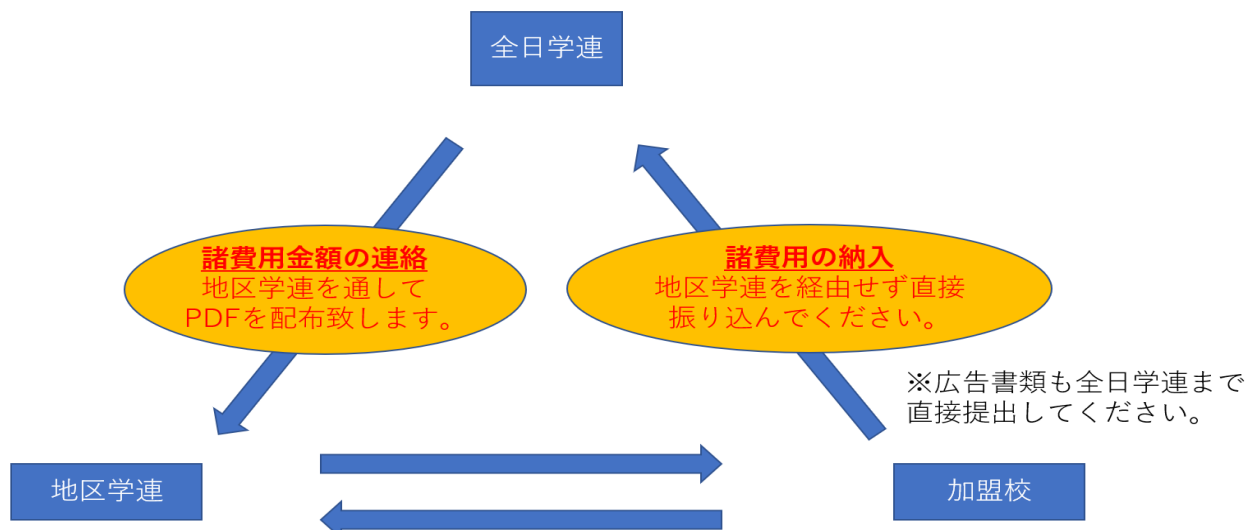 全日学連
諸費用金額の連絡
地区学連を通して
PDFを配布致します。
諸費用の納入
地区学連を経由せず直接
振り込んでください。
※広告書類も全日学連まで
直接提出してください。
地区学連
加盟校